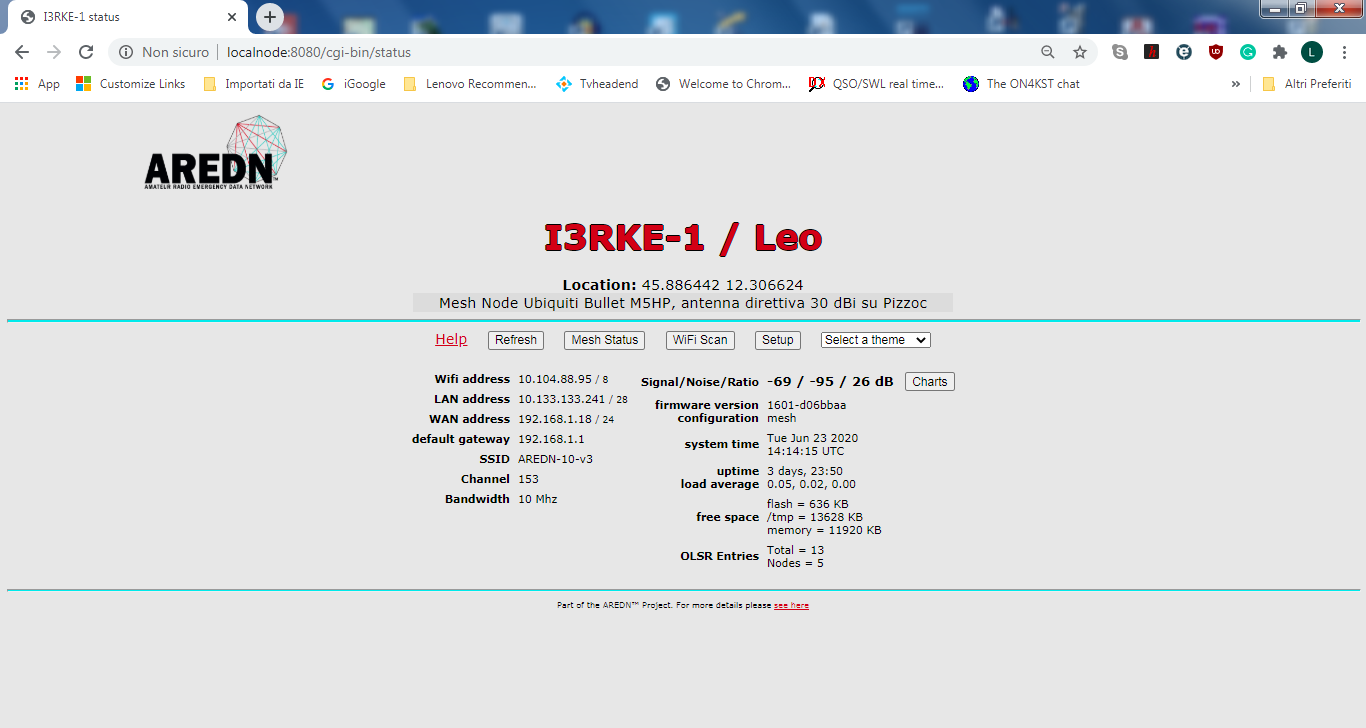 I3RKE-1 status
Non sicuro localnode:8080/cgi-bin/status
App Customize Links Importati da IE iGoogle Lenovo Recommen... Tvheadend Welcome to Chrom... QSO/SWL real time... The ON4KST chat » Altri Preferiti
AREDN™
AMATEUR RADIO EMERGENCY DATA NETWORK
I3RKE-1 / Leo
Location: 45.886442 12.306624
Mesh Node Ubiquiti Bullet M5HP, antenna direttiva 30 dBi su Pizzoc
Help Refresh Mesh Status WiFi Scan Setup Select a theme
Wifi address 10.104.88.95 / 8
LAN address 10.133.133.241 / 28
WAN address 192.168.1.18 / 24
default gateway 192.168.1.1
SSID AREDN-10-v3
Channel 153
Bandwidth 10 Mhz
Signal/Noise/Ratio -69 / -95 / 26 dB Charts
firmware version 1601-d06bbaa
configuration mesh
system time Tue Jun 23 2020
14:14:15 UTC
uptime 3 days, 23:50
load average 0.05, 0.02, 0.00
free space flash = 636 KB
/tmp = 13628 KB
memory = 11920 KB
OLSR Entries Total = 13
Nodes = 5
Part of the AREDN™ Project. For more details please see here